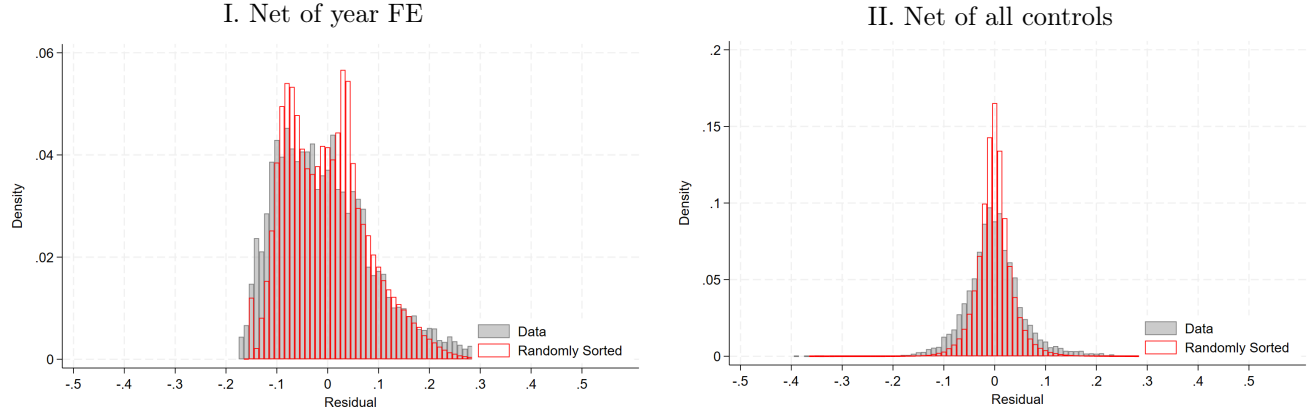 I. Net of year FE
.06
.04
.02
0
Density
-.5 -.4 -.3 -.2 -.1 0 .1 .2 .3 .4 .5
Residual
Data
Randomly Sorted
II. Net of all controls
.2
.15
.1
.05
0
Density
-.5 -.4 -.3 -.2 -.1 0 .1 .2 .3 .4 .5
Residual
Data
Randomly Sorted